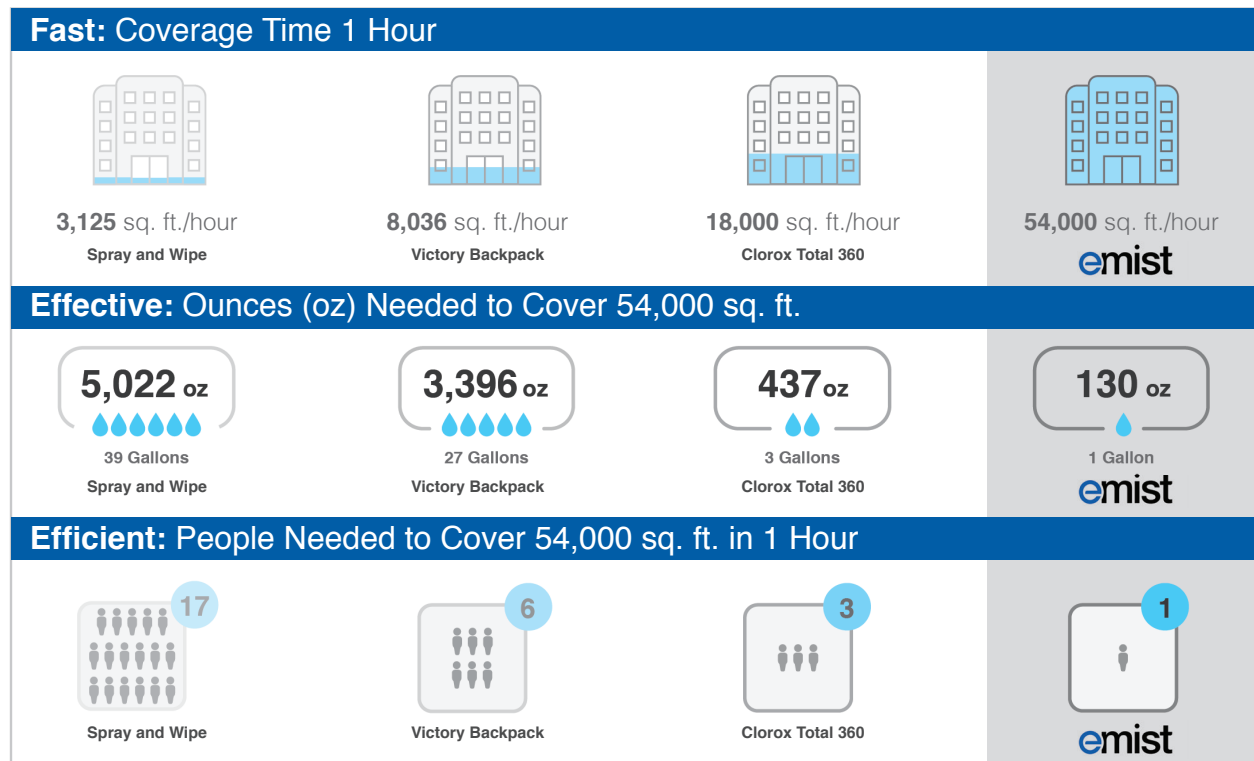 Fast: Coverage Time 1 Hour
3,125 sq. ft./hour
Spray and Wipe
8,036 sq. ft./hour
Victory Backpack
18,000 sq. ft./hour
Clorox Total 360
54,000 sq. ft./hour
emist
Effective: Ounces (oz) Needed to Cover 54,000 sq. ft.
5,022 oz
39 Gallons
Spray and Wipe
3,396 oz
27 Gallons
Victory Backpack
437 oz
3 Gallons
Clorox Total 360
130 oz
1 Gallon
emist
Efficient: People Needed to Cover 54,000 sq. ft. in 1 Hour
17
Spray and Wipe
6
Victory Backpack
3
Clorox Total 360
1
emist